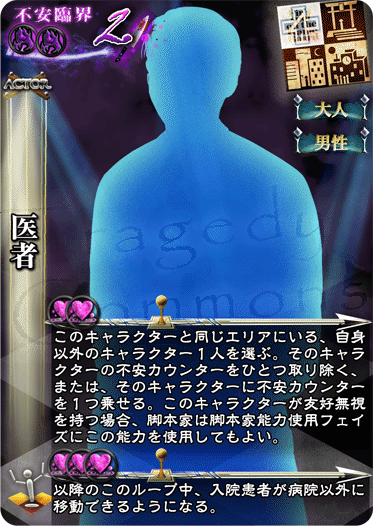 不安臨界
2
ACTOR
大人
男性
医者
Tragedy
Commons
このキャラクターと同じエリアにいる、自身
以外のキャラクター1人を選ぶ。そのキャラ
クターの不安カウンターをひとつ取り除く、
または、そのキャラクターに不安カウンター
を1つ乗せる。このキャラクターが友好無視
を持つ場合、脚本家は脚本家能力使用フェイ
ズにこの能力を使用してもよい。
以降のこのループ中、入院患者が病院以外に
移動できるようになる。